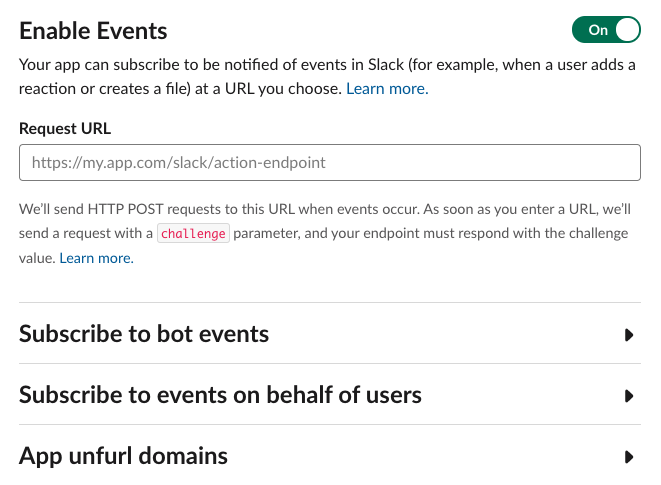 Enable Events
On
Your app can subscribe to be notified of events in Slack (for example, when a user adds a
reaction or creates a file) at a URL you choose. Learn more.
Request URL
https://my.app.com/slack/action-endpoint
We’ll send HTTP POST requests to this URL when events occur. As soon as you enter a URL, we’ll
send a request with a challenge parameter, and your endpoint must respond with the challenge
value. Learn more.
Subscribe to bot events
Subscribe to events on behalf of users
App unfurl domains